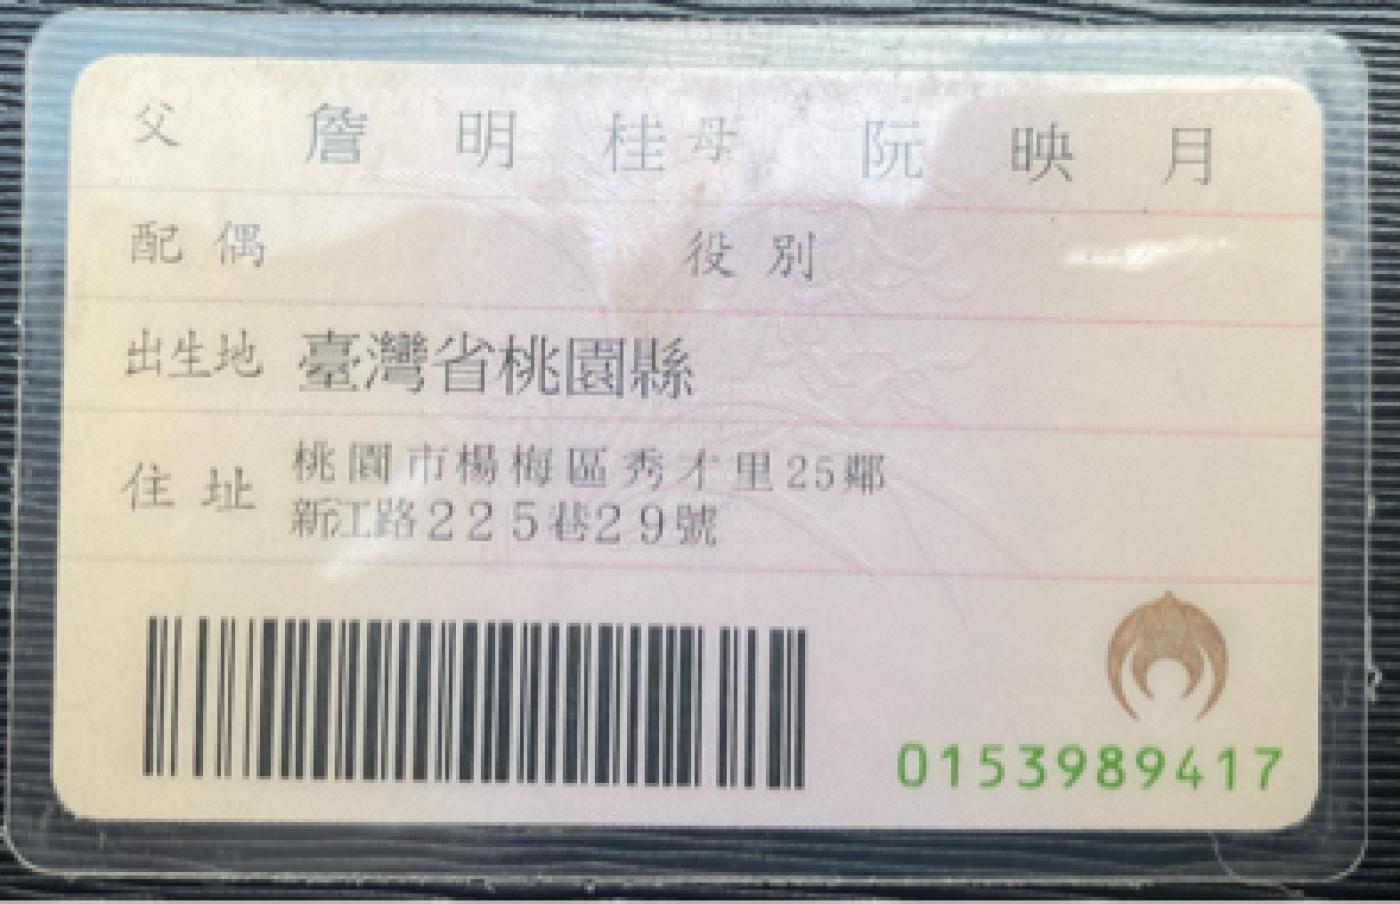 父 詹明桂 母 阮映月
配偶 役別
出生地 臺灣省桃園縣
住址 桃園市楊梅區秀才里25鄰
新江路225巷29號
0153989417